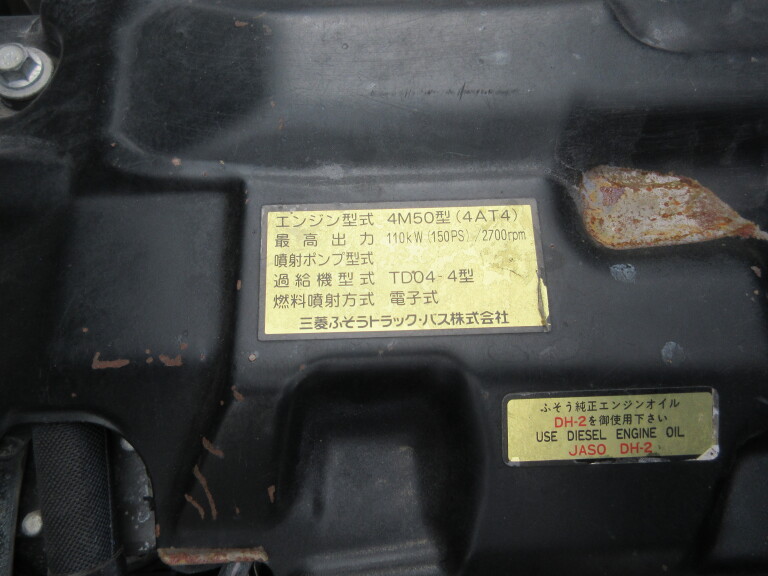 エンジン型式 4M50型(4AT4)
最高出力 110kW(150PS)/2700rpm
噴射ポンプ型式
過給機型式 TD04-4型
燃料噴射方式 電子式
三菱ふそうトラック・バス株式会社
ふそう純正エンジンオイル
DH-2を御使用下さい
USE DIESEL ENGINE OIL
JASO DH-2